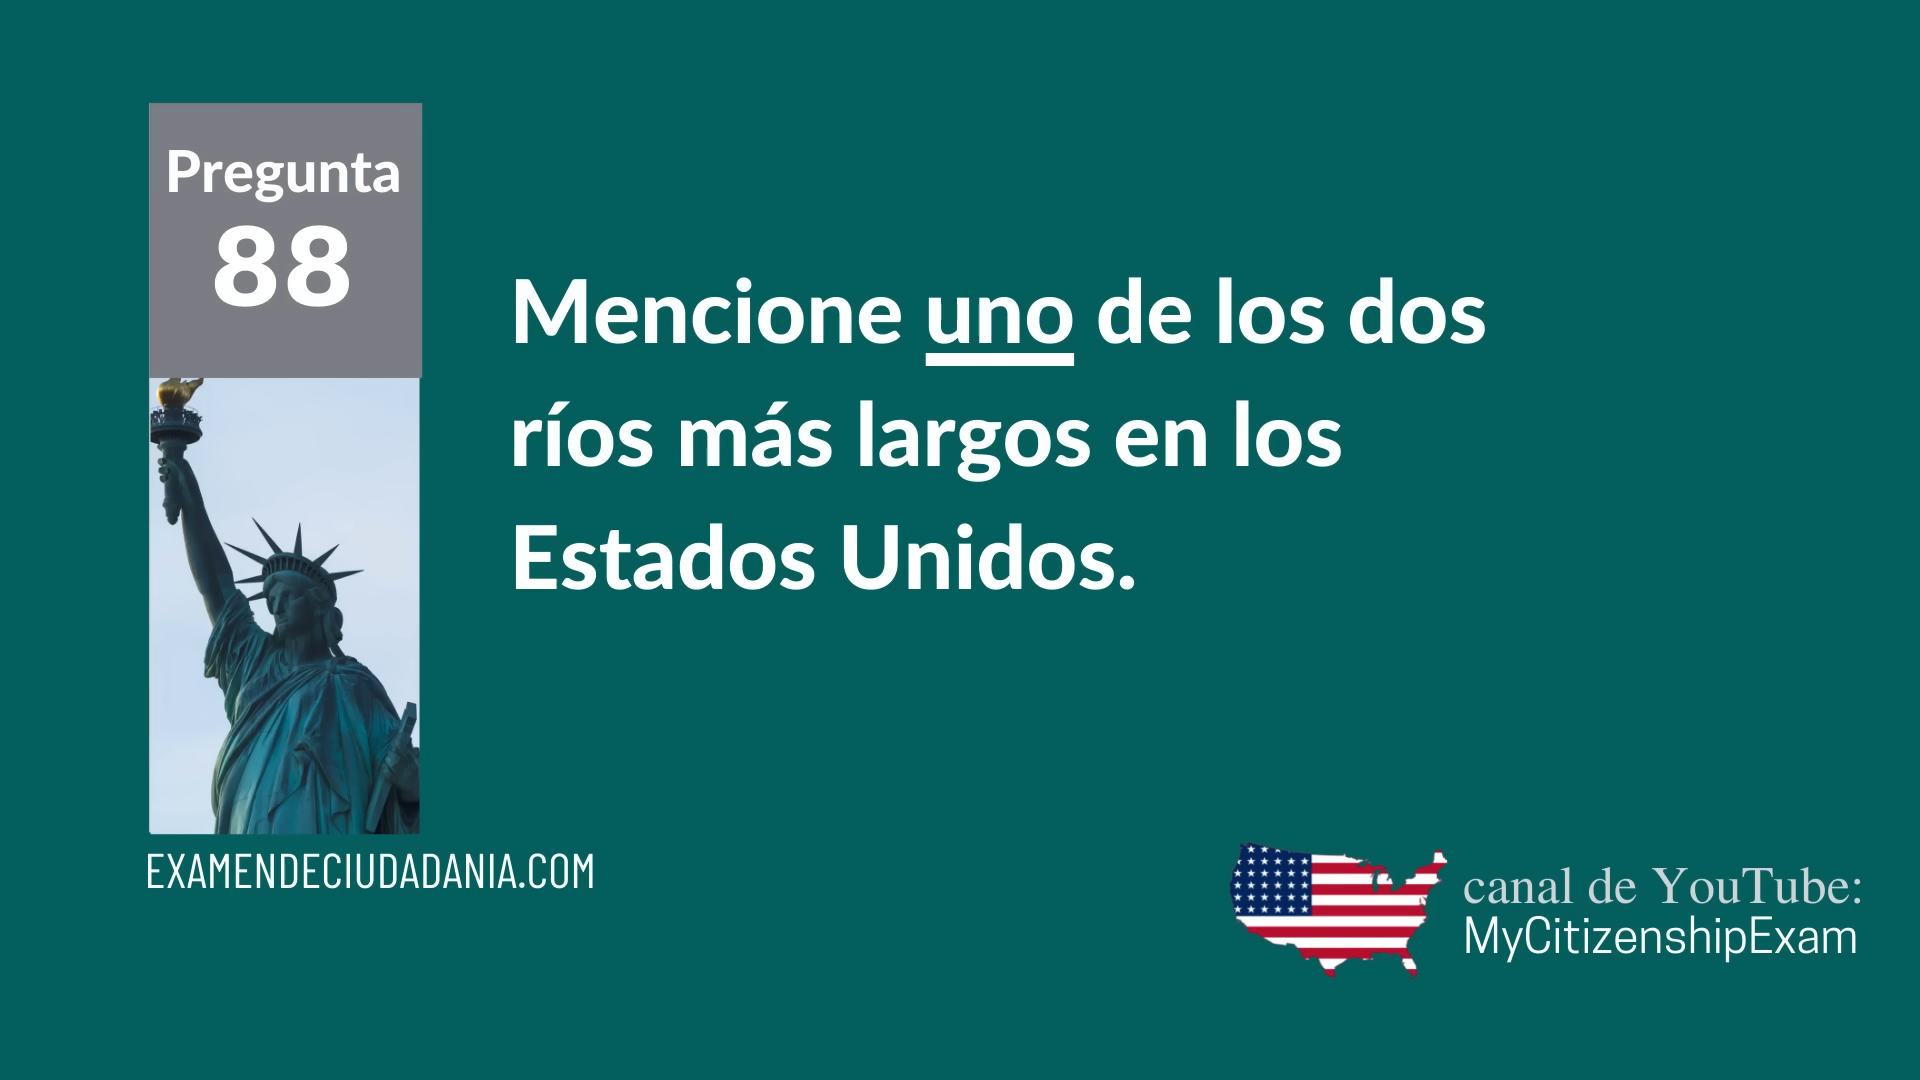 Pregunta
88
Mencione uno de los dos
ríos más largos en los
Estados Unidos.
EXAMENDECIUDADANIA.COM
canal de YouTube:
MyCitizenshipExam